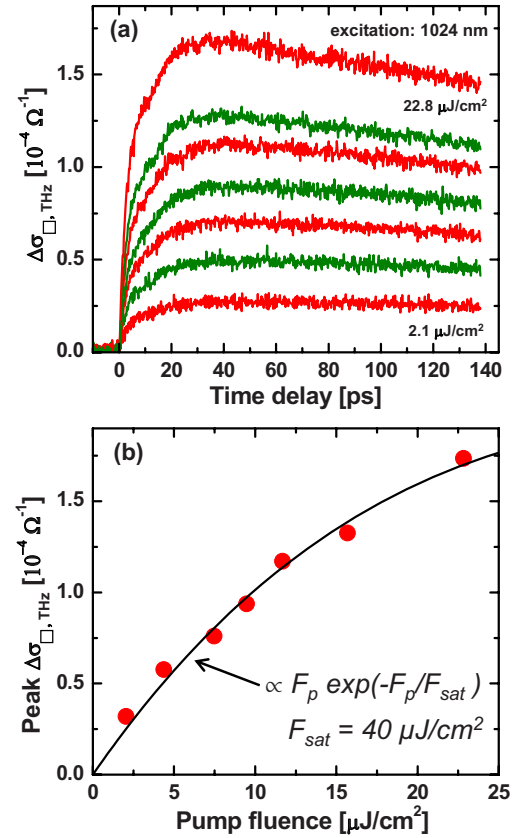 (a)
excitation: 1024 nm
22.8 µJ/cm²
2.1 µJ/cm²
Δσ□, THz [10⁻⁴ Ω⁻¹]
1.5
1.0
0.5
0.0
0 20 40 60 80 100 120 140
Time delay [ps]
(b)
Peak Δσ□, THz [10⁻⁴ Ω⁻¹]
1.5
1.0
0.5
0.0
∝ Fp exp(-Fp/Fsat )
Fsat = 40 µJ/cm²
0 5 10 15 20 25
Pump fluence [µJ/cm²]